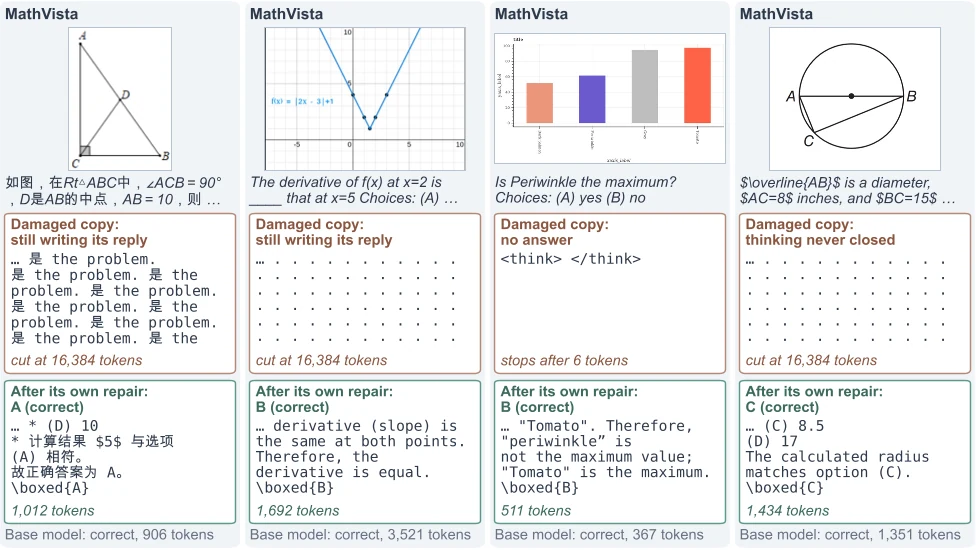 MathVista
A
D
C
B
如图，在Rt△ABC中，∠ACB = 90°
，D是AB的中点，AB = 10，则 …
Damaged copy:
still writing its reply
… 是 the problem.
是 the problem. 是 the
problem. 是 the problem.
是 the problem. 是 the
problem. 是 the problem.
是 the problem. 是 the
cut at 16,384 tokens
After its own repair:
A (correct)
… * (D) 10
* 计算结果 $5$ 与选项
(A) 相符。
故正确答案为 A。
\boxed{A}
1,012 tokens
Base model: correct, 906 tokens
MathVista
10
5
f(x) = |2x - 3|+1
-5
0
5
10
The derivative of f(x) at x=2 is
____ that at x=5 Choices: (A) …
Damaged copy:
still writing its reply
… . . . . . . . . . . .
. . . . . . . . . . . .
. . . . . . . . . . . .
. . . . . . . . . . . .
. . . . . . . . . . . .
. . . . . . . . . . . .
cut at 16,384 tokens
After its own repair:
B (correct)
… derivative (slope) is
the same at both points.
Therefore, the
derivative is equal.
\boxed{B}
1,692 tokens
Base model: correct, 3,521 tokens
MathVista
title
100
80
60
40
20
0
Is Periwinkle the maximum?
Choices: (A) yes (B) no
Damaged copy:
no answer
<think> </think>
stops after 6 tokens
After its own repair:
B (correct)
… "Tomato". Therefore,
"periwinkle” is
not the maximum value;
"Tomato" is the maximum.
\boxed{B}
511 tokens
Base model: correct, 367 tokens
MathVista
A
B
C
$\overline{AB}$ is a diameter,
$AC=8$ inches, and $BC=15$ …
Damaged copy:
thinking never closed
… . . . . . . . . . . .
. . . . . . . . . . . .
. . . . . . . . . . . .
. . . . . . . . . . . .
. . . . . . . . . . . .
. . . . . . . . . . . .
cut at 16,384 tokens
After its own repair:
C (correct)
… (C) 8.5
(D) 17
The calculated radius
matches option (C).
\boxed{C}
1,434 tokens
Base model: correct, 1,351 tokens